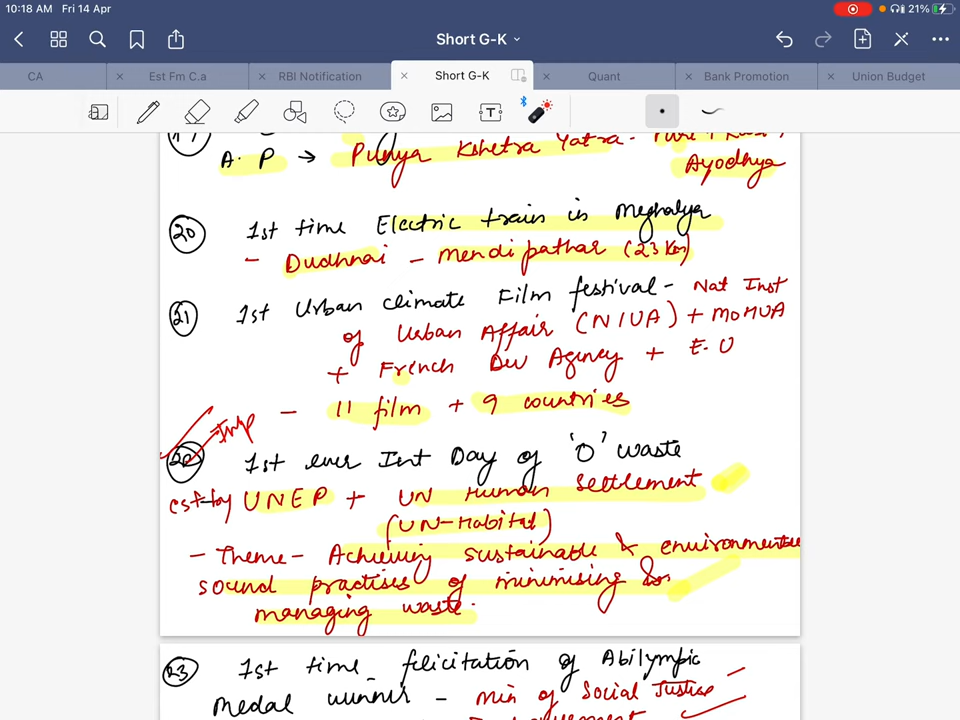 10:18 AM Fri 14 Apr
21%
Short G-K
CA
Est Fm C.a
RBI Notification
Short G-K
Quant
Bank Promotion
Union Budget
A.P → Punya Kshetra Yatra -
Ayodhya
20 1st time Electric train in Meghalya
- Dudhnai - Mendipathar (23 Km)
21 1st Urban climate Film festival - Nat Inst
of Urban Affair (NIUA) + MOHUA
+ French Dev Agency + E.U
- 11 film + 9 countries
Imp
22 1st ever Int Day of 'O' waste
est by UNEP + UN Human Settlement
(UN-Habitat)
- Theme - Achieving sustainable & environmentally
sound practises of minimising &
managing waste.
23 1st time felicitation of Abilympic
Medal winner - Min of Social Justice